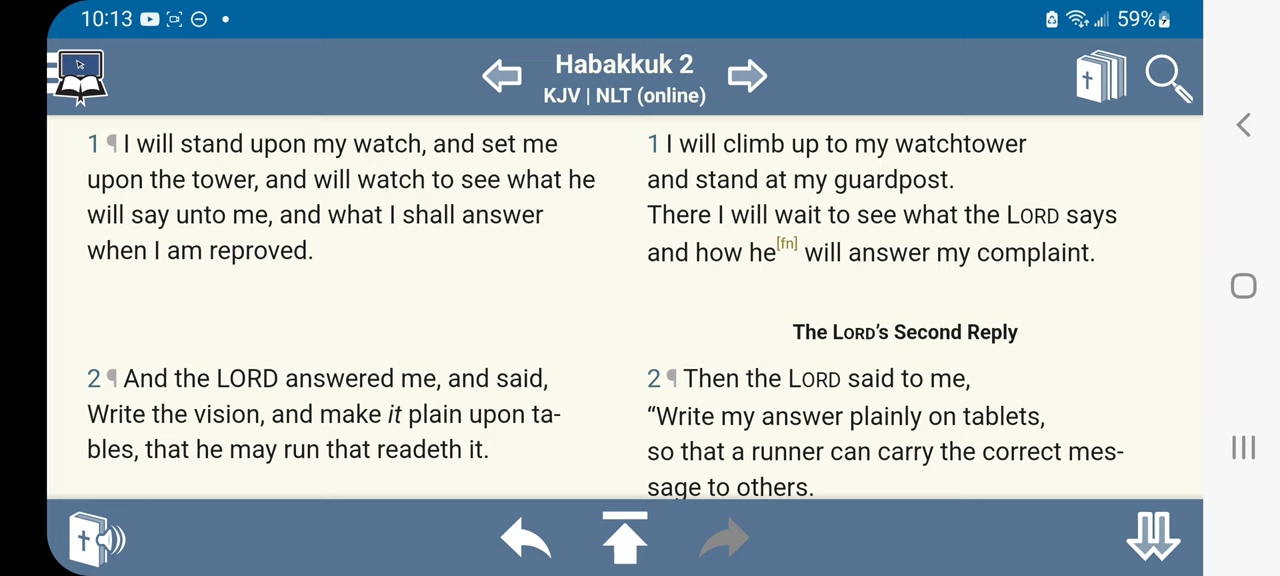 10:13
59%
Habakkuk 2
KJV | NLT (online)
1 ¶ I will stand upon my watch, and set me
upon the tower, and will watch to see what he
will say unto me, and what I shall answer
when I am reproved.
2 ¶ And the LORD answered me, and said,
Write the vision, and make it plain upon ta-
bles, that he may run that readeth it.
1 I will climb up to my watchtower
and stand at my guardpost.
There I will wait to see what the LORD says
and how he[fn] will answer my complaint.
The LORD's Second Reply
2 ¶ Then the LORD said to me,
“Write my answer plainly on tablets,
so that a runner can carry the correct mes-
sage to others.